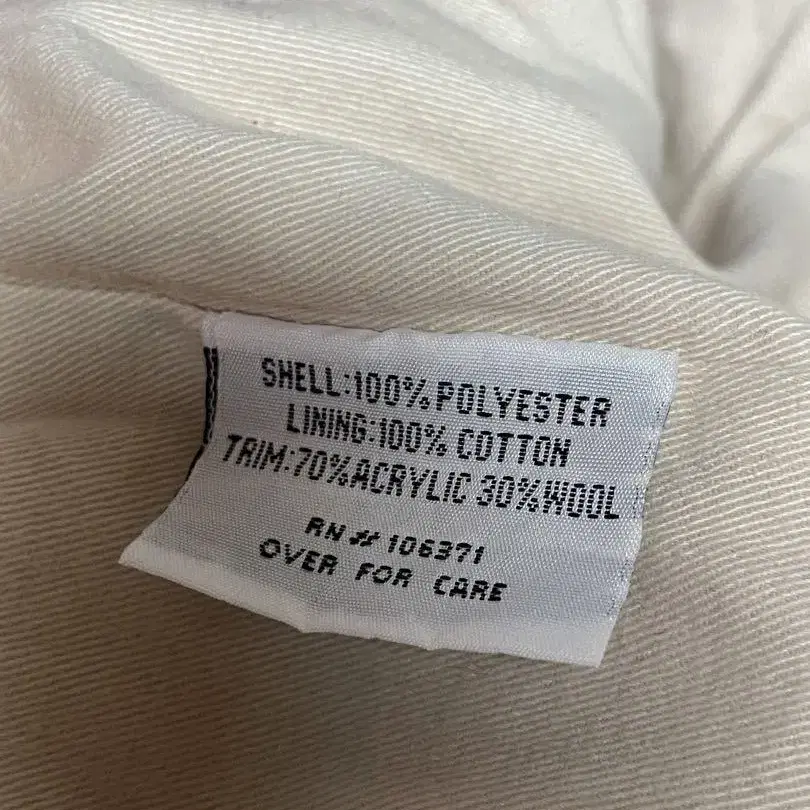 SHELL:100% POLYESTER
LINING:100% COTTON
TRIM:70%ACRYLIC 30%WOOL
RN # 106371
OVER FOR CARE